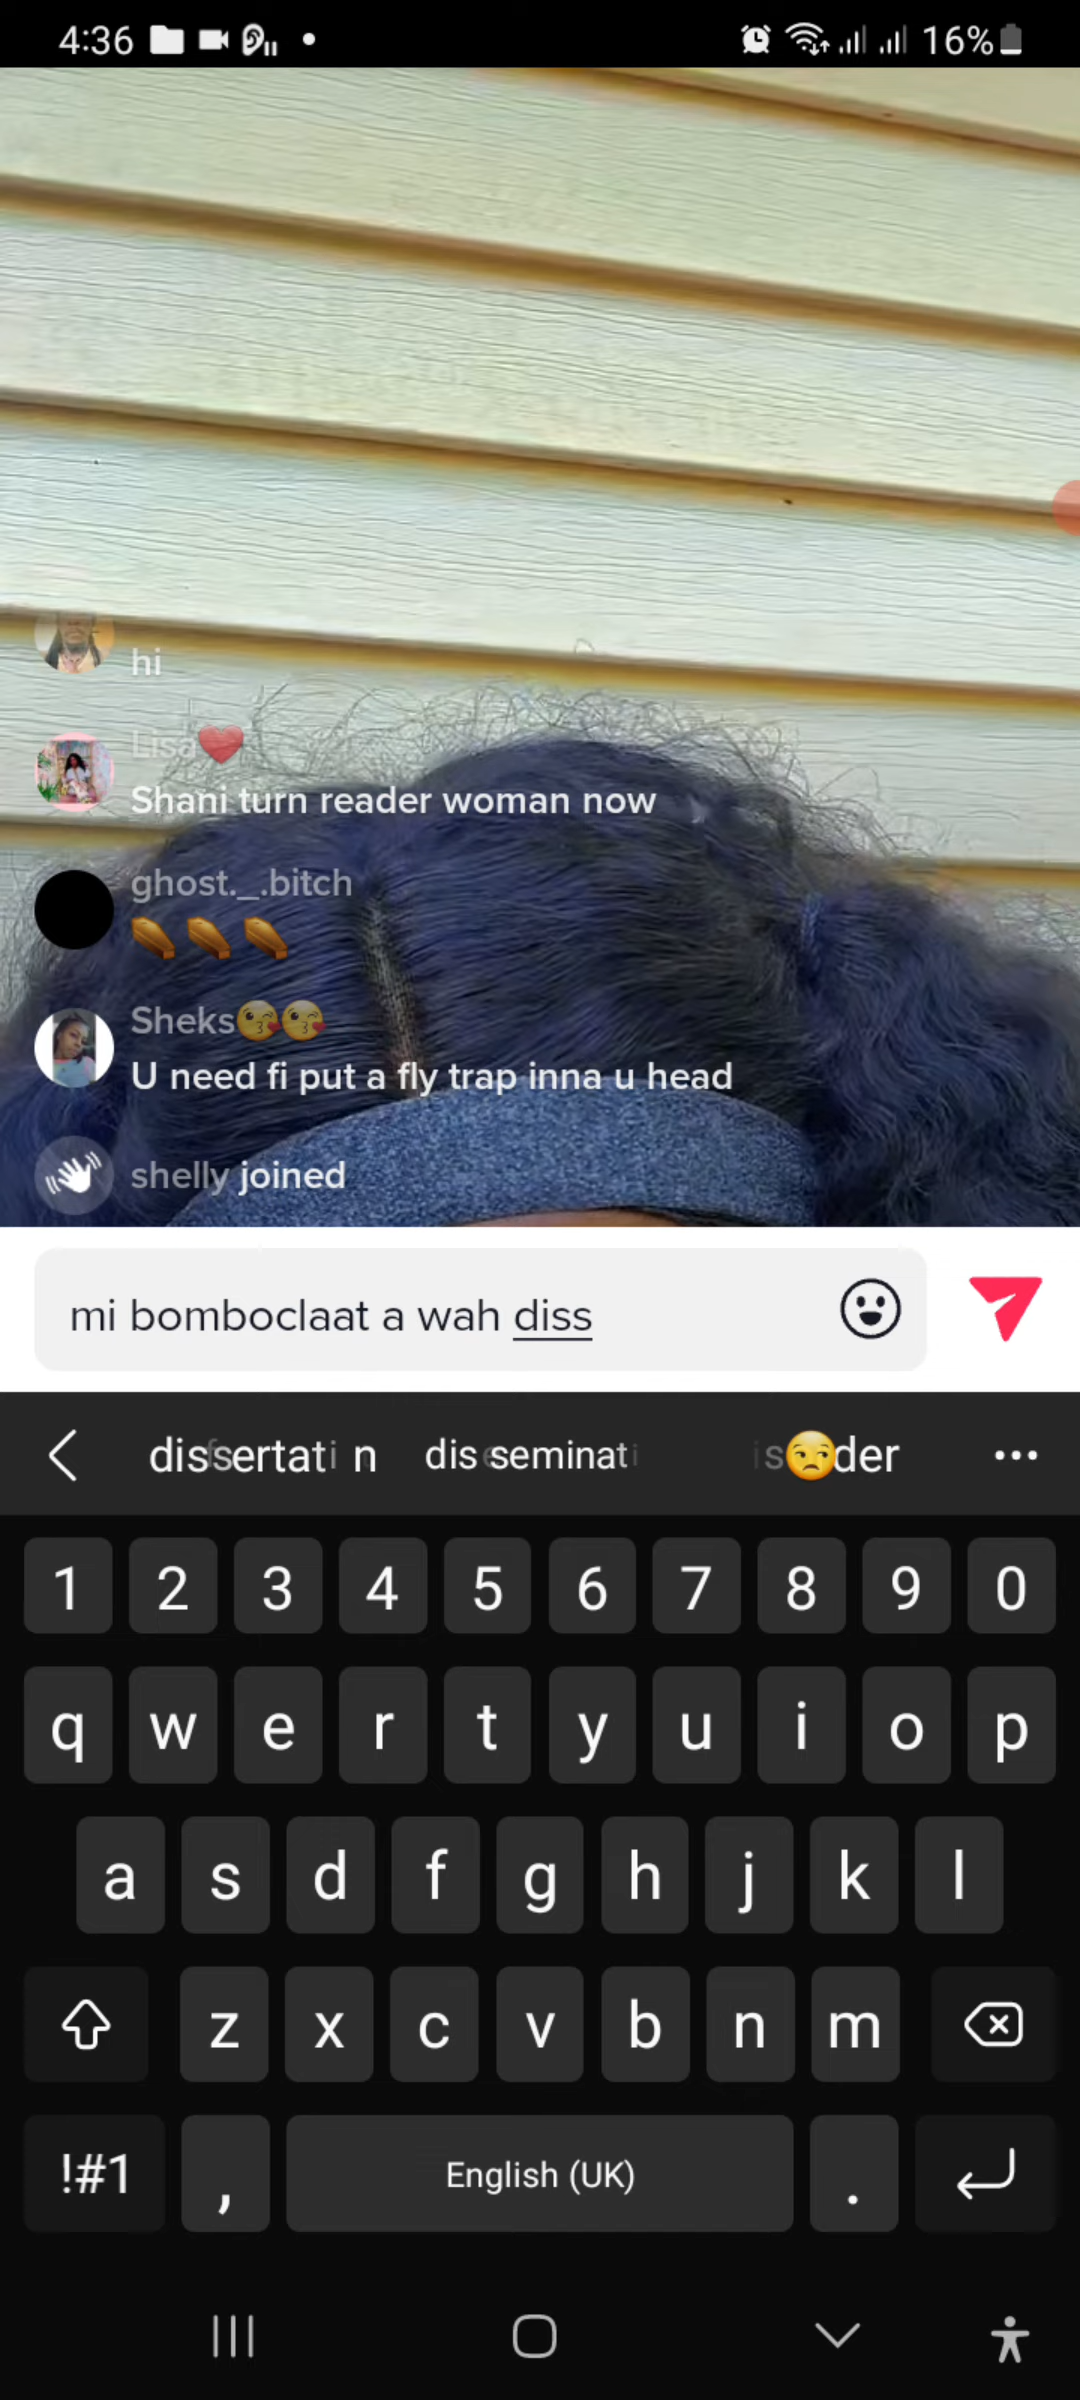 4:36
16%
hi
Lisa❤️
Shani turn reader woman now
ghost._.bitch
⚰️⚰️⚰️
Sheks😘😘
U need fi put a fly trap inna u head
shelly joined
mi bomboclaat a wah diss
1 2 3 4 5 6 7 8 9 0
q w e r t y u i o p
a s d f g h j k l
z x c v b n m
!#1 , English (UK) .